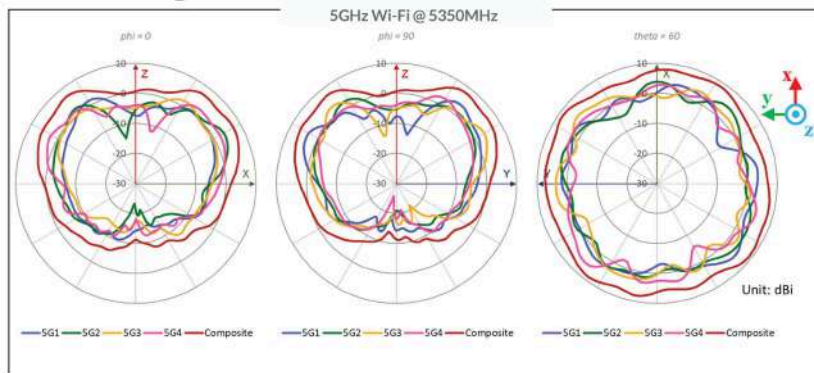 5GHz Wi-Fi @ 5350MHz
phi = 0
phi = 90
theta = 60
10
0
-10
-20
-30
Z
X
10
0
-10
-20
-30
Z
Y
10
0
-10
-20
-30
X
Y
x
y
z
Unit: dBi
5G1 5G2 5G3 5G4 Composite
5G1 5G2 5G3 5G4 Composite
5G1 5G2 5G3 5G4 Composite